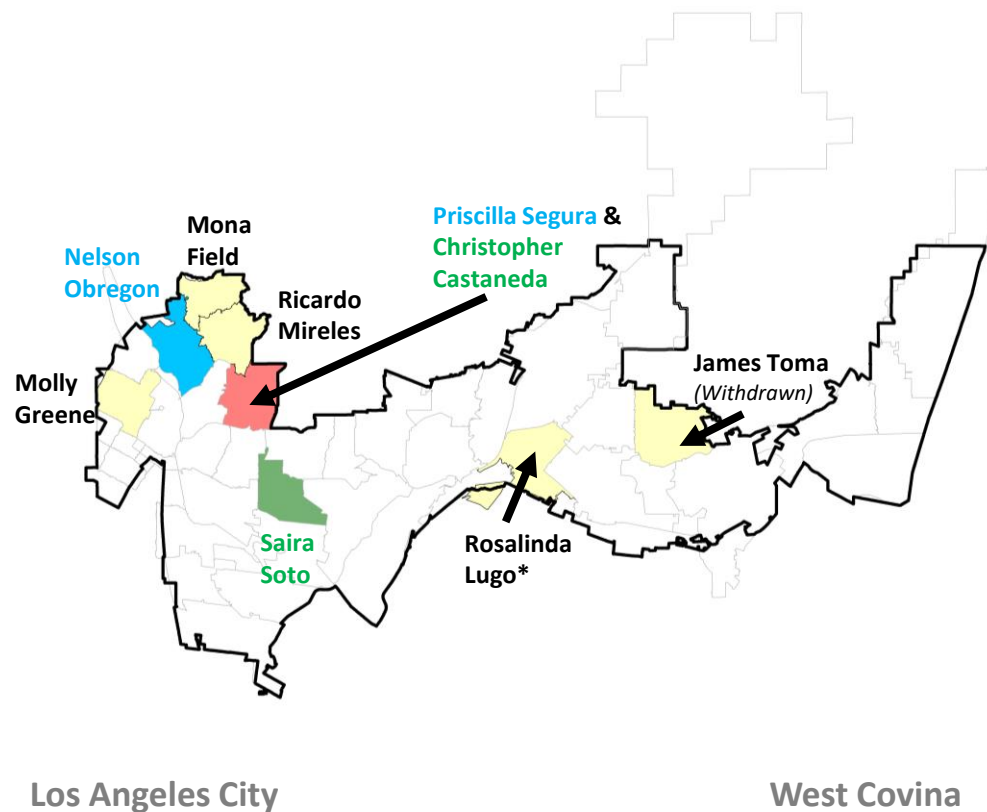 Mona
Field
Nelson
Obregon
Priscilla Segura &
Christopher
Castaneda
Ricardo
Mireles
Molly
Greene
James Toma
(Withdrawn)
Saira
Soto
Rosalinda
Lugo*
Los Angeles City
West Covina